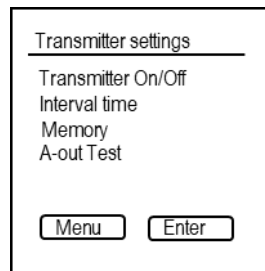 Transmitter settings
Transmitter On/Off
Interval time
Memory
A-out Test
Menu Enter